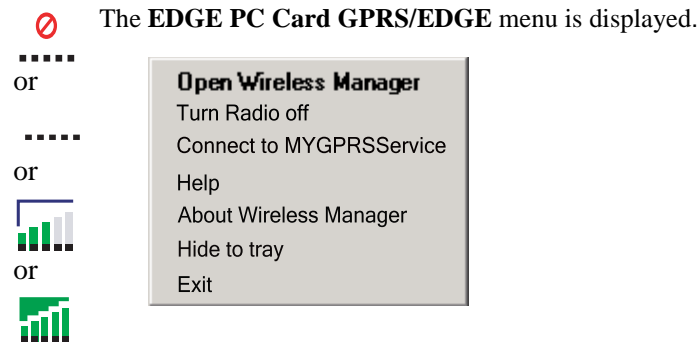 The EDGE PC Card GPRS/EDGE menu is displayed.
or
or
or
Open Wireless Manager
Turn Radio off
Connect to MYGPRSService
Help
About Wireless Manager
Hide to tray
Exit